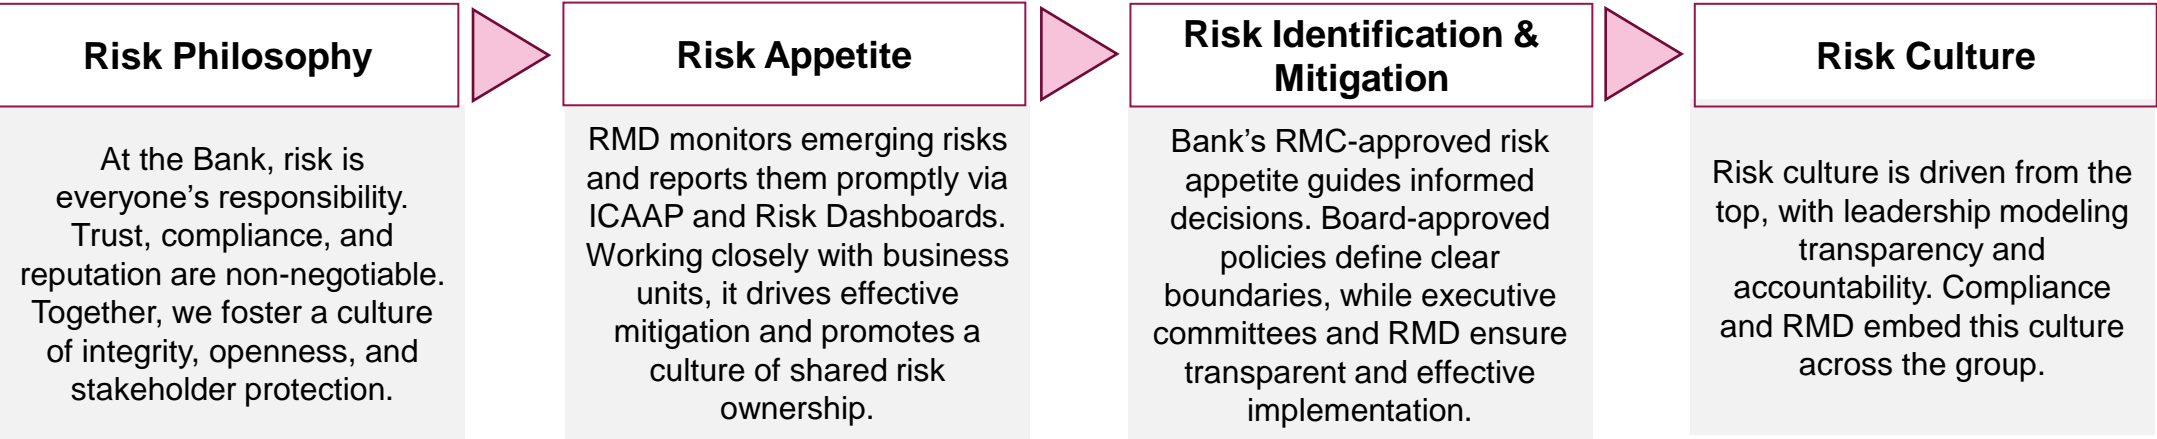 Risk Philosophy
At the Bank, risk is
everyone’s responsibility.
Trust, compliance, and
reputation are non-negotiable.
Together, we foster a culture
of integrity, openness, and
stakeholder protection.
Risk Appetite
RMD monitors emerging risks
and reports them promptly via
ICAAP and Risk Dashboards.
Working closely with business
units, it drives effective
mitigation and promotes a
culture of shared risk
ownership.
Risk Identification &
Mitigation
Bank’s RMC-approved risk
appetite guides informed
decisions. Board-approved
policies define clear
boundaries, while executive
committees and RMD ensure
transparent and effective
implementation.
Risk Culture
Risk culture is driven from the
top, with leadership modeling
transparency and
accountability. Compliance
and RMD embed this culture
across the group.